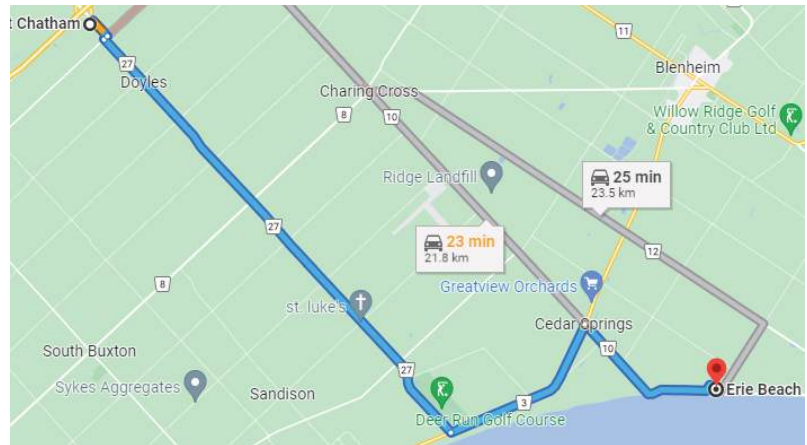 t Chatham
27
Doyles
11
Blenheim
Charing Cross
8
10
Willow Ridge Golf
& Country Club Ltd
Ridge Landfill
25 min
23.5 km
27
23 min
21.8 km
12
8
Greatview Orchards
st. luke's
Cedar Springs
10
South Buxton
27
Sykes Aggregates
Sandison
3
Erie Beach
Deer Run Golf Course